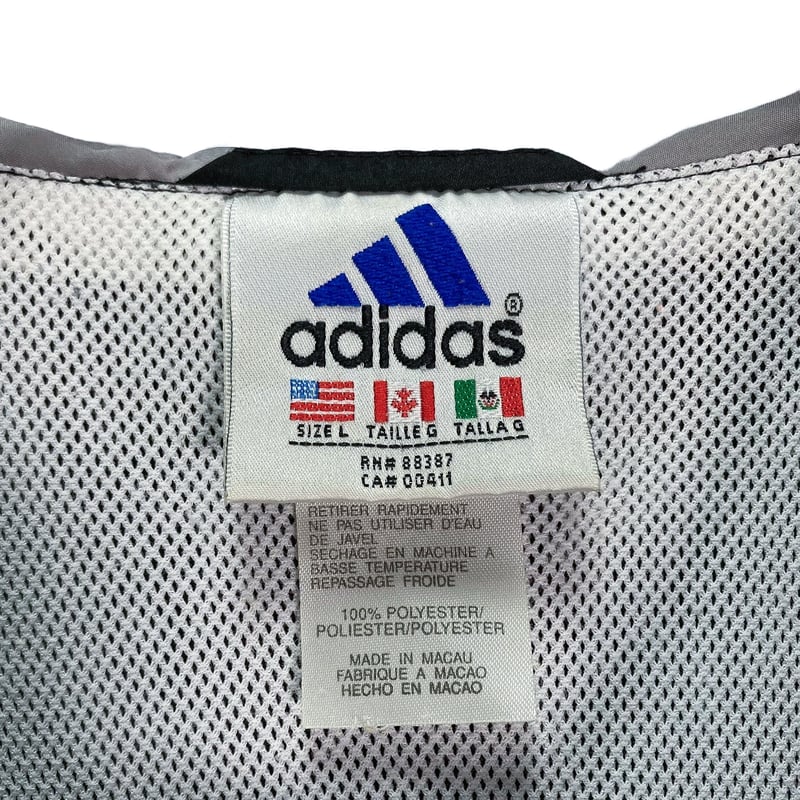 adidas®
SIZE L TAILLE G TALLA G
RN# 88387
CA# 00411
RETIRER RAPIDEMENT
NE PAS UTILISER D'EAU
DE JAVEL
SECHAGE EN MACHINE A
BASSE TEMPERATURE
REPASSAGE FROIDE
100% POLYESTER/
POLIESTER/POLYESTER
MADE IN MACAU
FABRIQUE A MACAO
HECHO EN MACAO